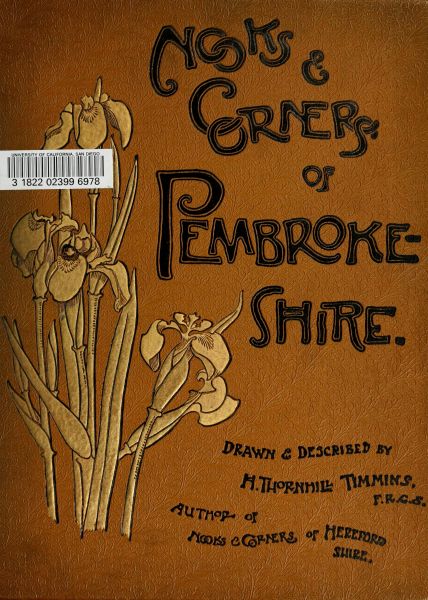 NOOKS &
CORNERS
OF
PEMBROKE-
SHIRE.
UNIVERSITY OF CALIFORNIA, SAN DIEGO
3 1822 02399 6978
DRAWN & DESCRIBED BY
H. THORNHILL TIMMINS,
F.R.G.S.
AUTHOR OF
NOOKS & CORNERS OF HEREFORD
SHIRE.